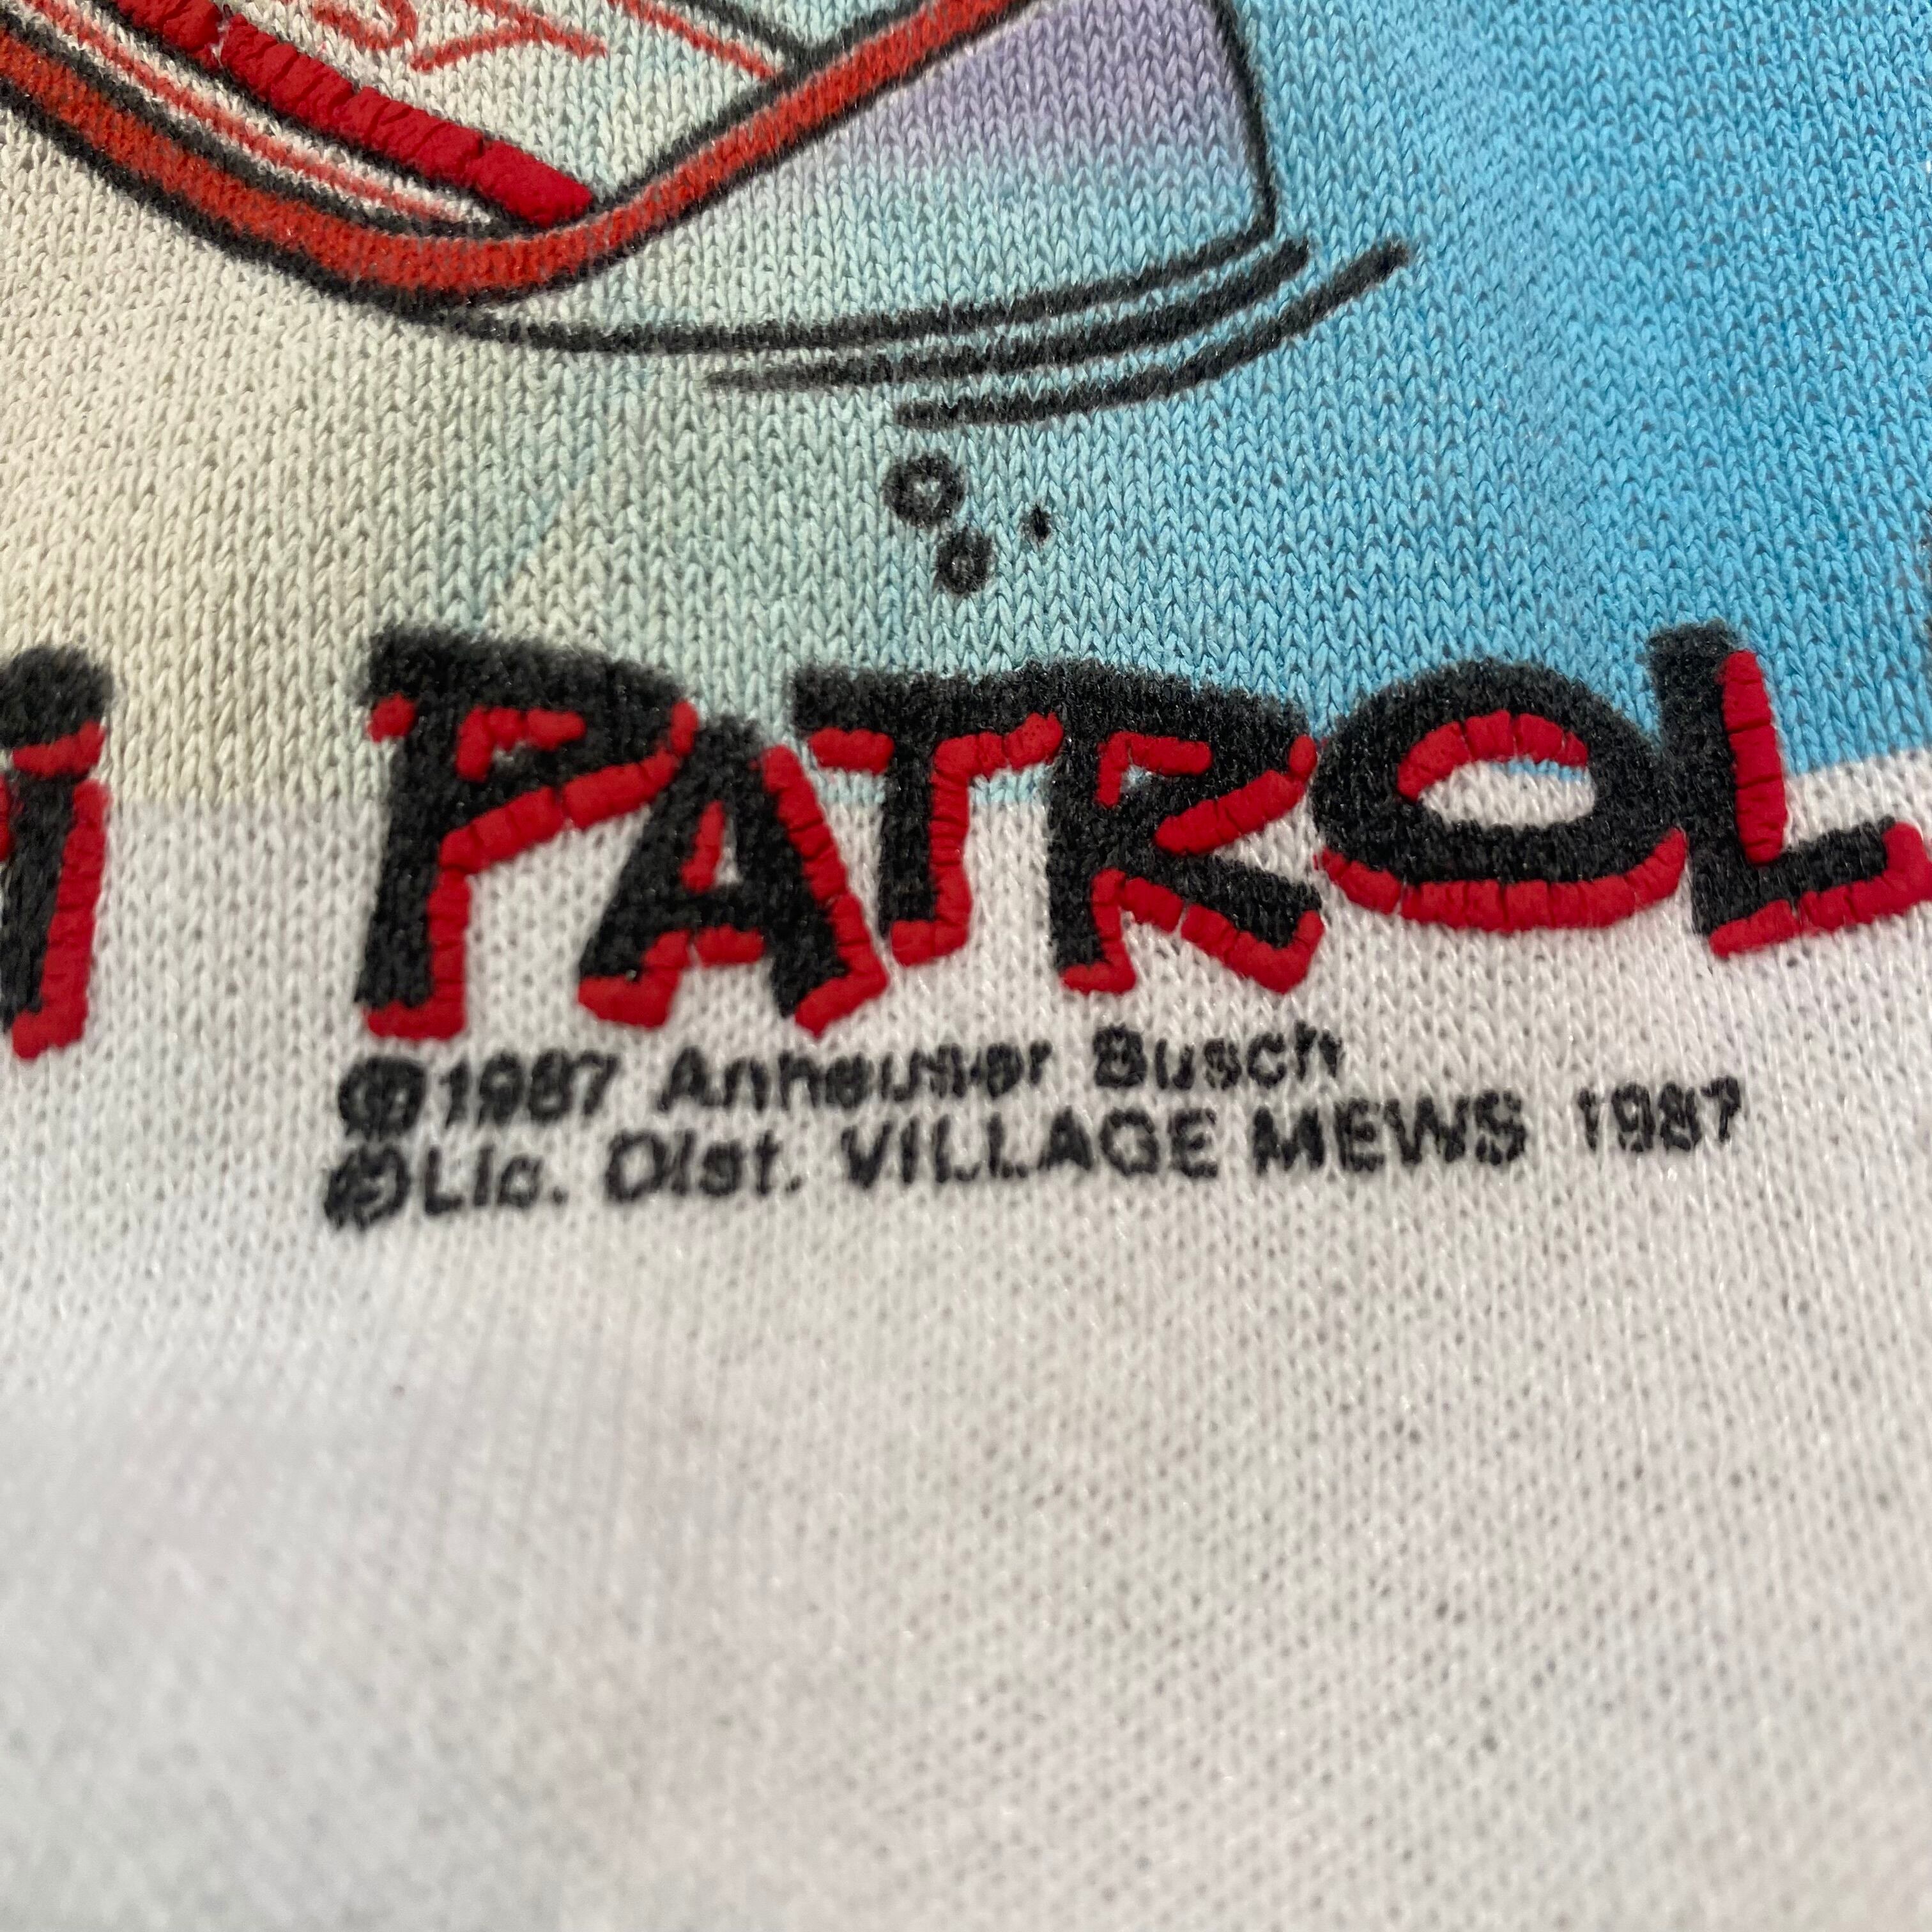 i PATROL
©1987 Anheuser Busch
©Lic. Dist. VILLAGE MEWS 1987